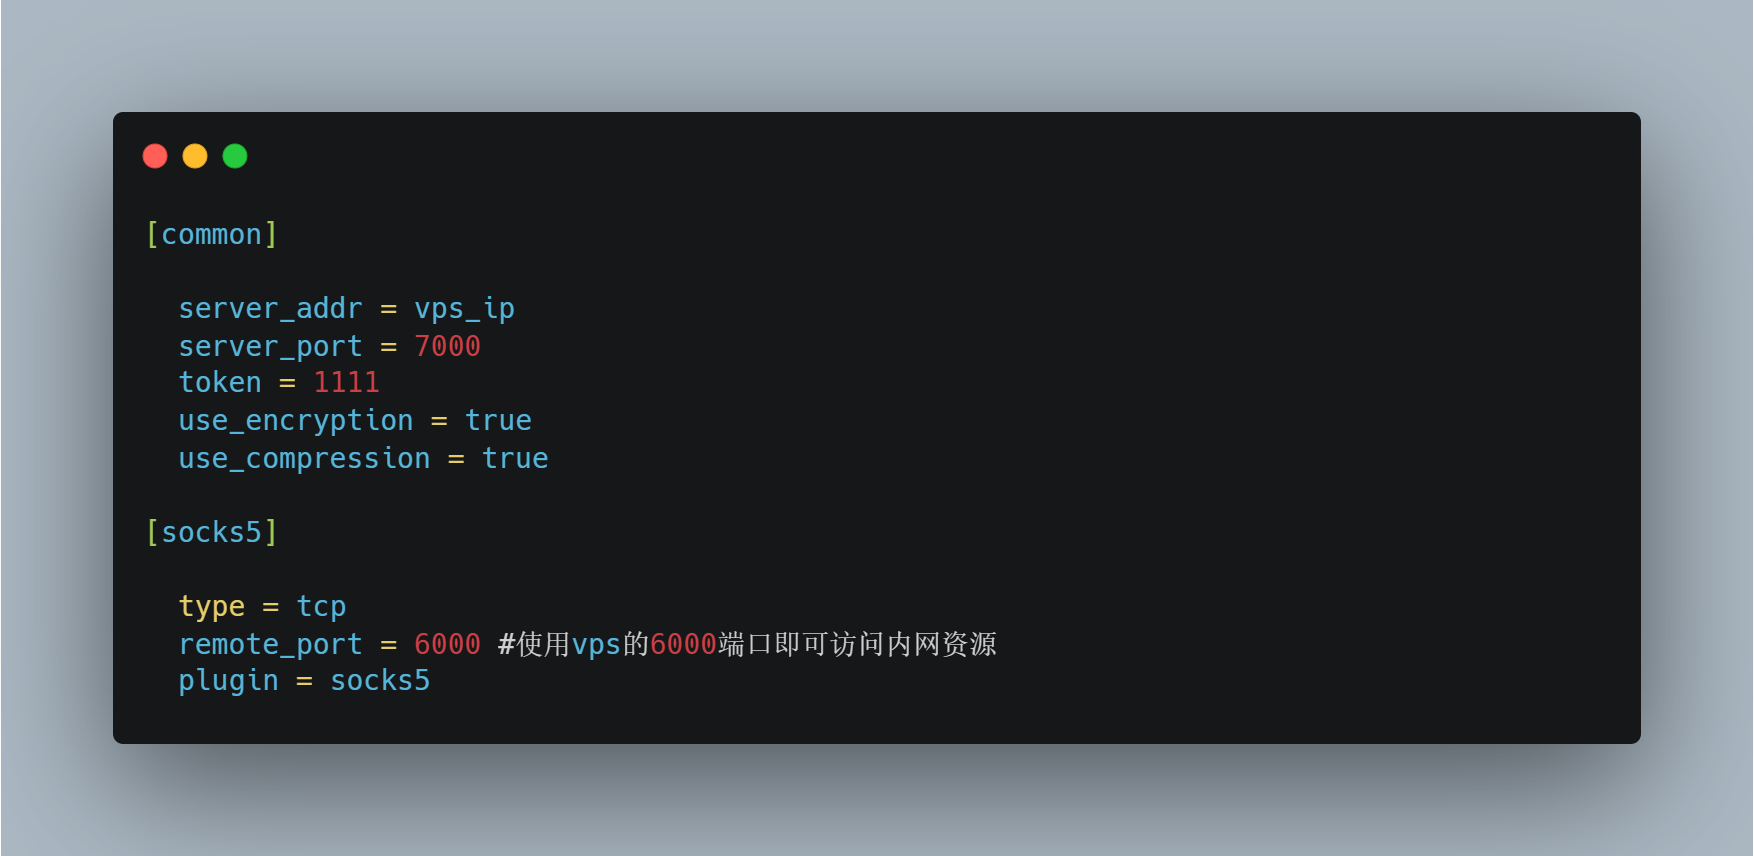 [common]
server_addr = vps_ip
server_port = 7000
token = 1111
use_encryption = true
use_compression = true
[socks5]
type = tcp
remote_port = 6000 #使用vps的6000端口即可访问内网资源
plugin = socks5